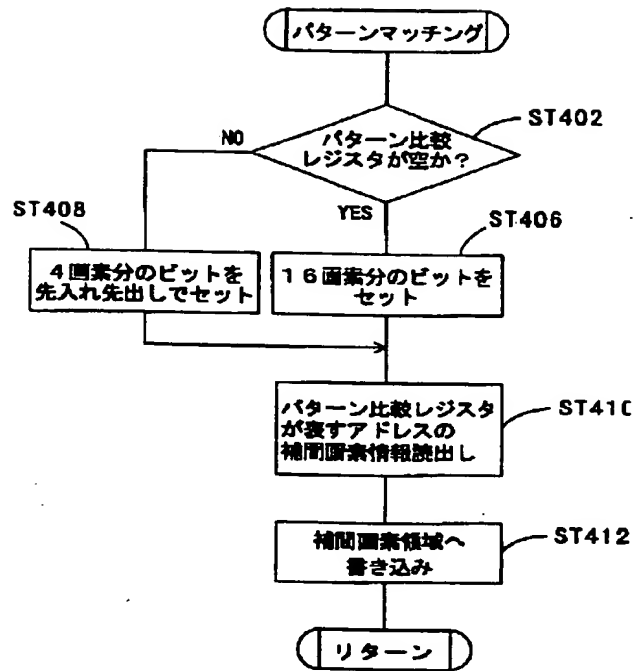 パターンマッチング
ST402
パターン比較
レジスタが空か?
NO
YES
ST408
ST406
4画素分のビットを
先入れ先出しでセット
16画素分のビットを
セット
パターン比較レジスタ
が表すアドレスの
補間画素情報読出し
ST410
補間画素領域へ
書き込み
ST412
リターン